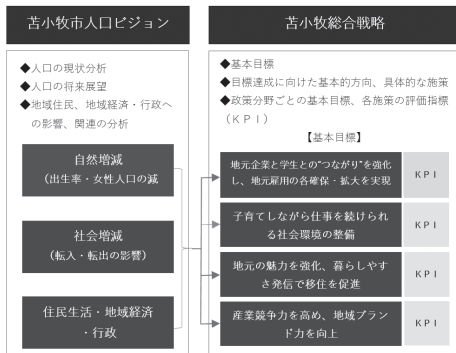 苫小牧市人口ビジョン
◆人口の現状分析
◆人口の将来展望
◆地域住民、地域経済・行政へ
の影響、関連の分析
自然増減
(出生率・女性人口の減
社会増減
(転入・転出の影響)
住民生活・地域経済
・行政
苫小牧総合戦略
◆基本目標
◆目標達成に向けた基本的方向、具体的な施策
◆政策分野ごとの基本目標、各施策の評価指標
(KPI)
【基本目標】
地元企業と学生との“つながり”を強化
し、地元雇用の各確保・拡大を実現
KPI
子育てしながら仕事を続けられ
る社会環境の整備
KPI
地元の魅力を強化、暮らしやす
さ発信で移住を促進
KPI
産業競争力を高め、地域ブラン
ド力を向上
KPI